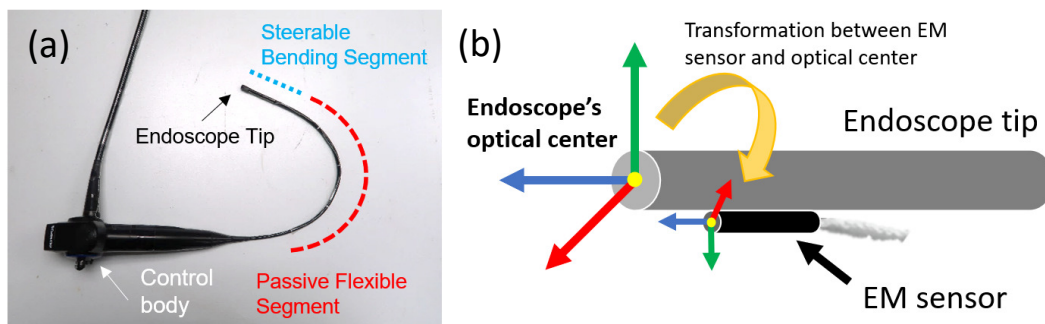 (a)
Steerable
Bending Segment
Endoscope Tip
Control
body
Passive Flexible
Segment
(b)
Transformation between EM
sensor and optical center
Endoscope's
optical center
Endoscope tip
EM sensor